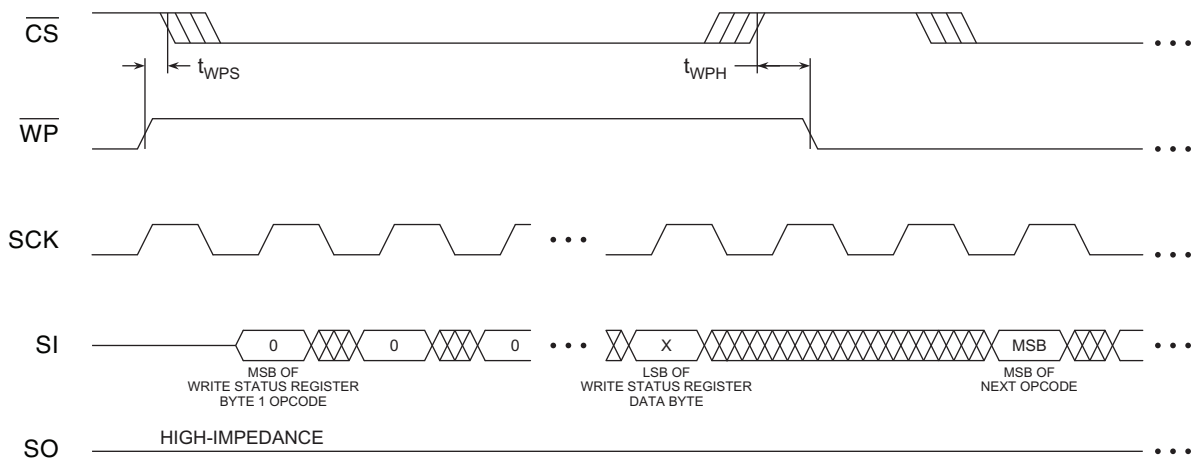 CS
tWPS
tWPH
WP
SCK
SI
0
0
0
X
MSB
MSB OF
WRITE STATUS REGISTER
BYTE 1 OPCODE
LSB OF
WRITE STATUS REGISTER
DATA BYTE
MSB OF
NEXT OPCODE
SO
HIGH-IMPEDANCE